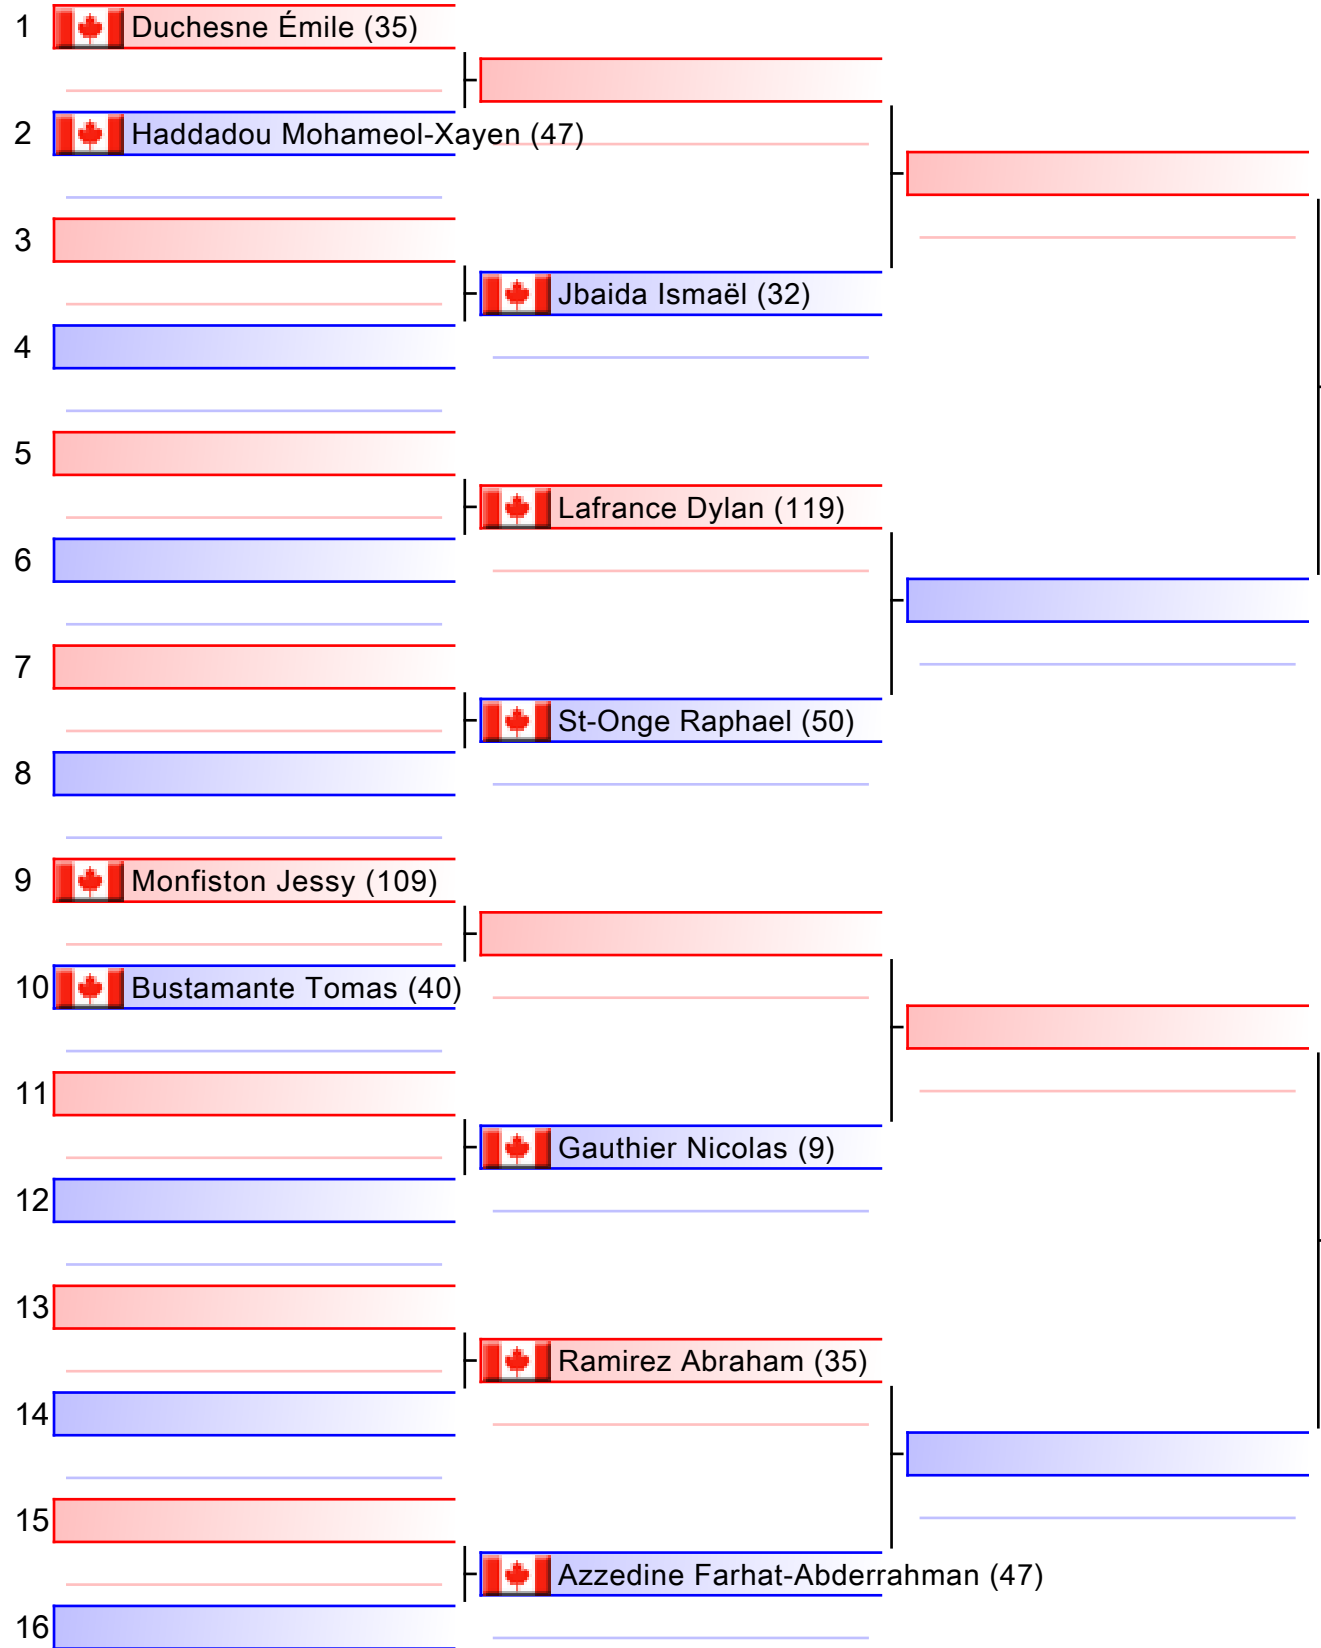 1 Duchesne Émile (35)
2 Haddadou Mohameol-Xayen (47)
3
Jbaida Ismaël (32)
4
5
Lafrance Dylan (119)
6
7
St-Onge Raphael (50)
8
9 Monfiston Jessy (109)
10 Bustamante Tomas (40)
11
Gauthier Nicolas (9)
12
13
Ramirez Abraham (35)
14
15
Azzedine Farhat-Abderrahman (47)
16